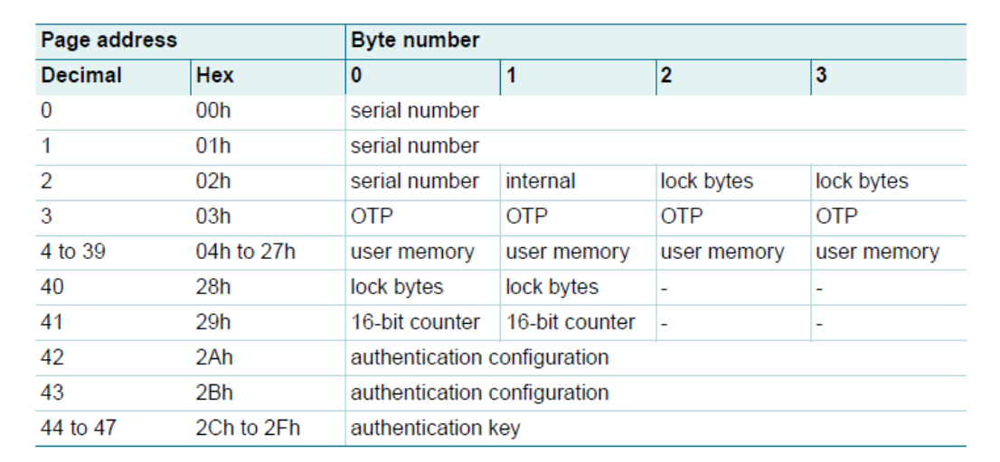 Page address Byte number
Decimal Hex 0 1 2 3
0 00h serial number
1 01h serial number
2 02h serial number internal lock bytes lock bytes
3 03h OTP OTP OTP OTP
4 to 39 04h to 27h user memory user memory user memory user memory
40 28h lock bytes lock bytes - -
41 29h 16-bit counter 16-bit counter - -
42 2Ah authentication configuration
43 2Bh authentication configuration
44 to 47 2Ch to 2Fh authentication key